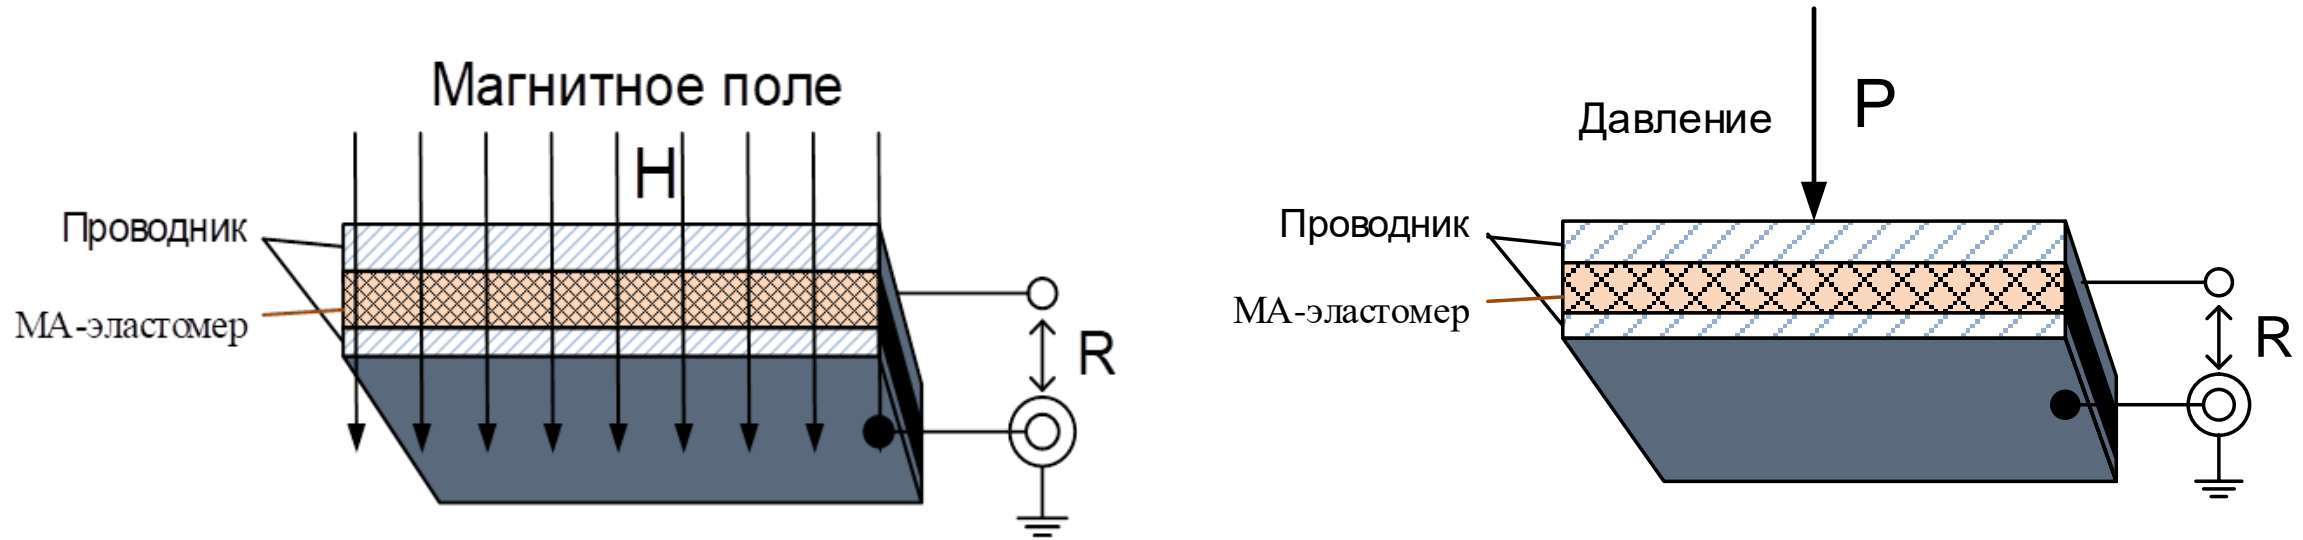 Магнитное поле
H
Проводник
МА-эластомер
R
Давление
P
Проводник
МА-эластомер
R